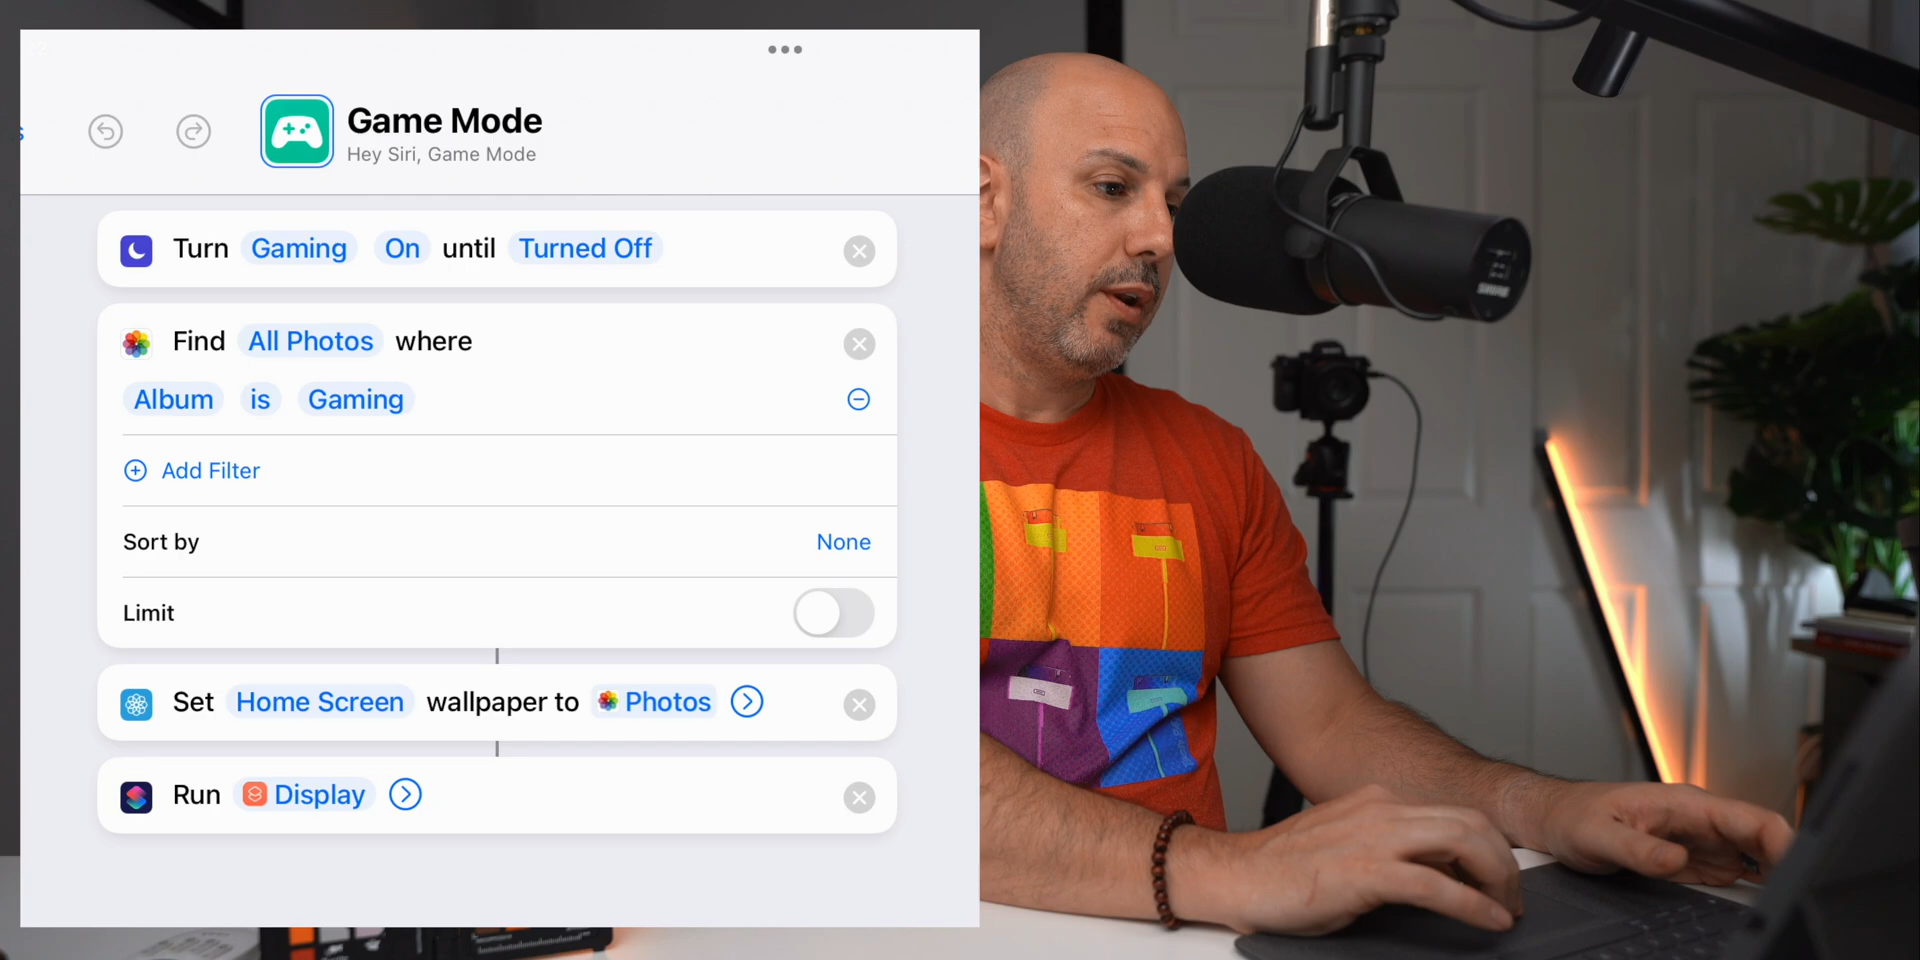 Game Mode
Hey Siri, Game Mode
Turn Gaming On until Turned Off
Find All Photos where
Album is Gaming
Add Filter
Sort by None
Limit
Set Home Screen wallpaper to Photos
Run Display
SHURE